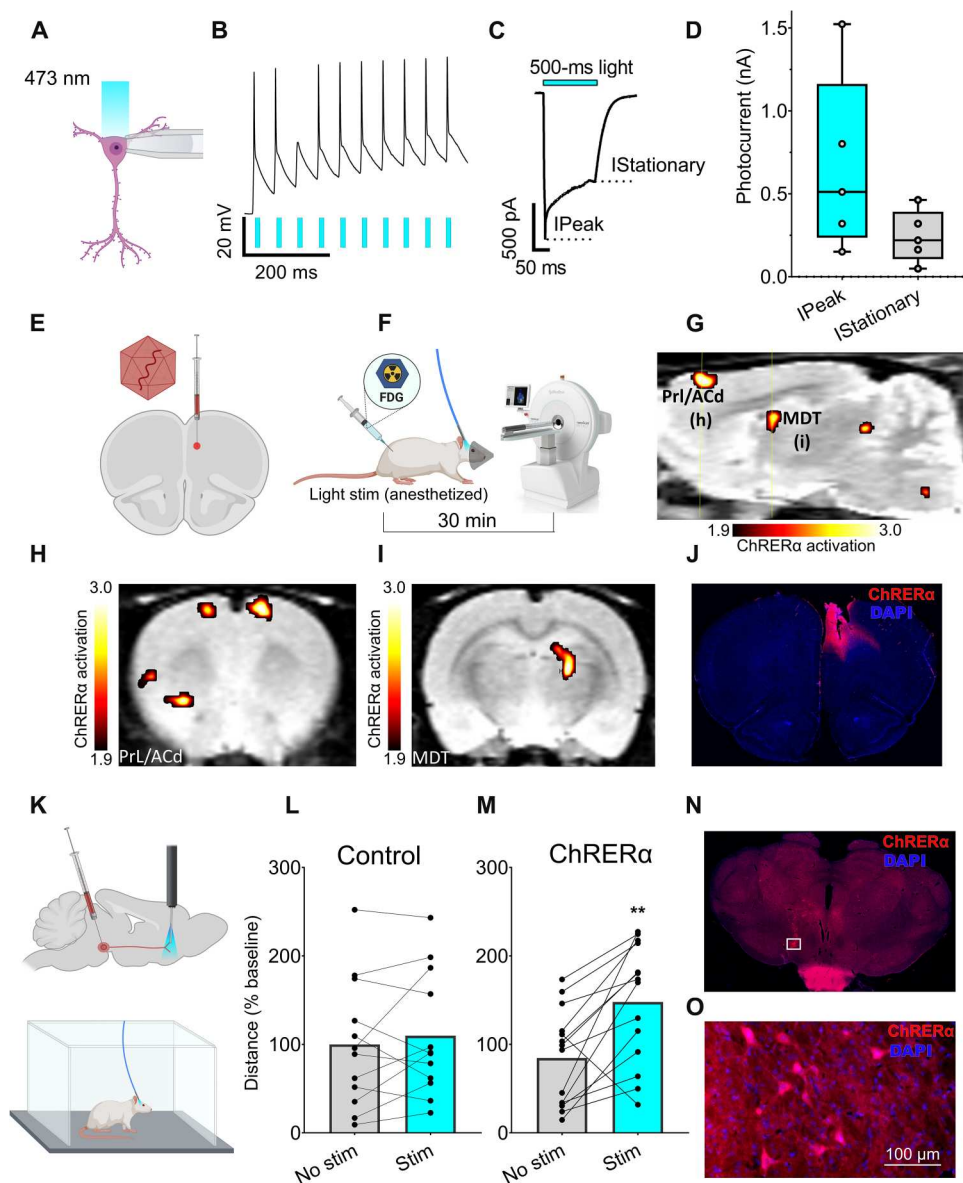 A
473 nm
B
20 mV
200 ms
C
500-ms light
IStationary
IPeak
500 pA
50 ms
D
Photocurrent (nA)
1.5
1.0
0.5
0.0
IPeak
IStationary
E
F
FDG
Light stim (anesthetized)
30 min
G
Prl/ACd
(h)
MDT
(i)
1.9
3.0
ChRERα activation
H
3.0
ChRERα activation
1.9
PrL/ACd
I
3.0
ChRERα activation
1.9
MDT
J
ChRERα
DAPI
K
L
Control
Distance (% baseline)
300
200
100
0
No stim
Stim
M
ChRERα
**
300
200
100
0
No stim
Stim
N
ChRERα
DAPI
O
ChRERα
DAPI
100 µm